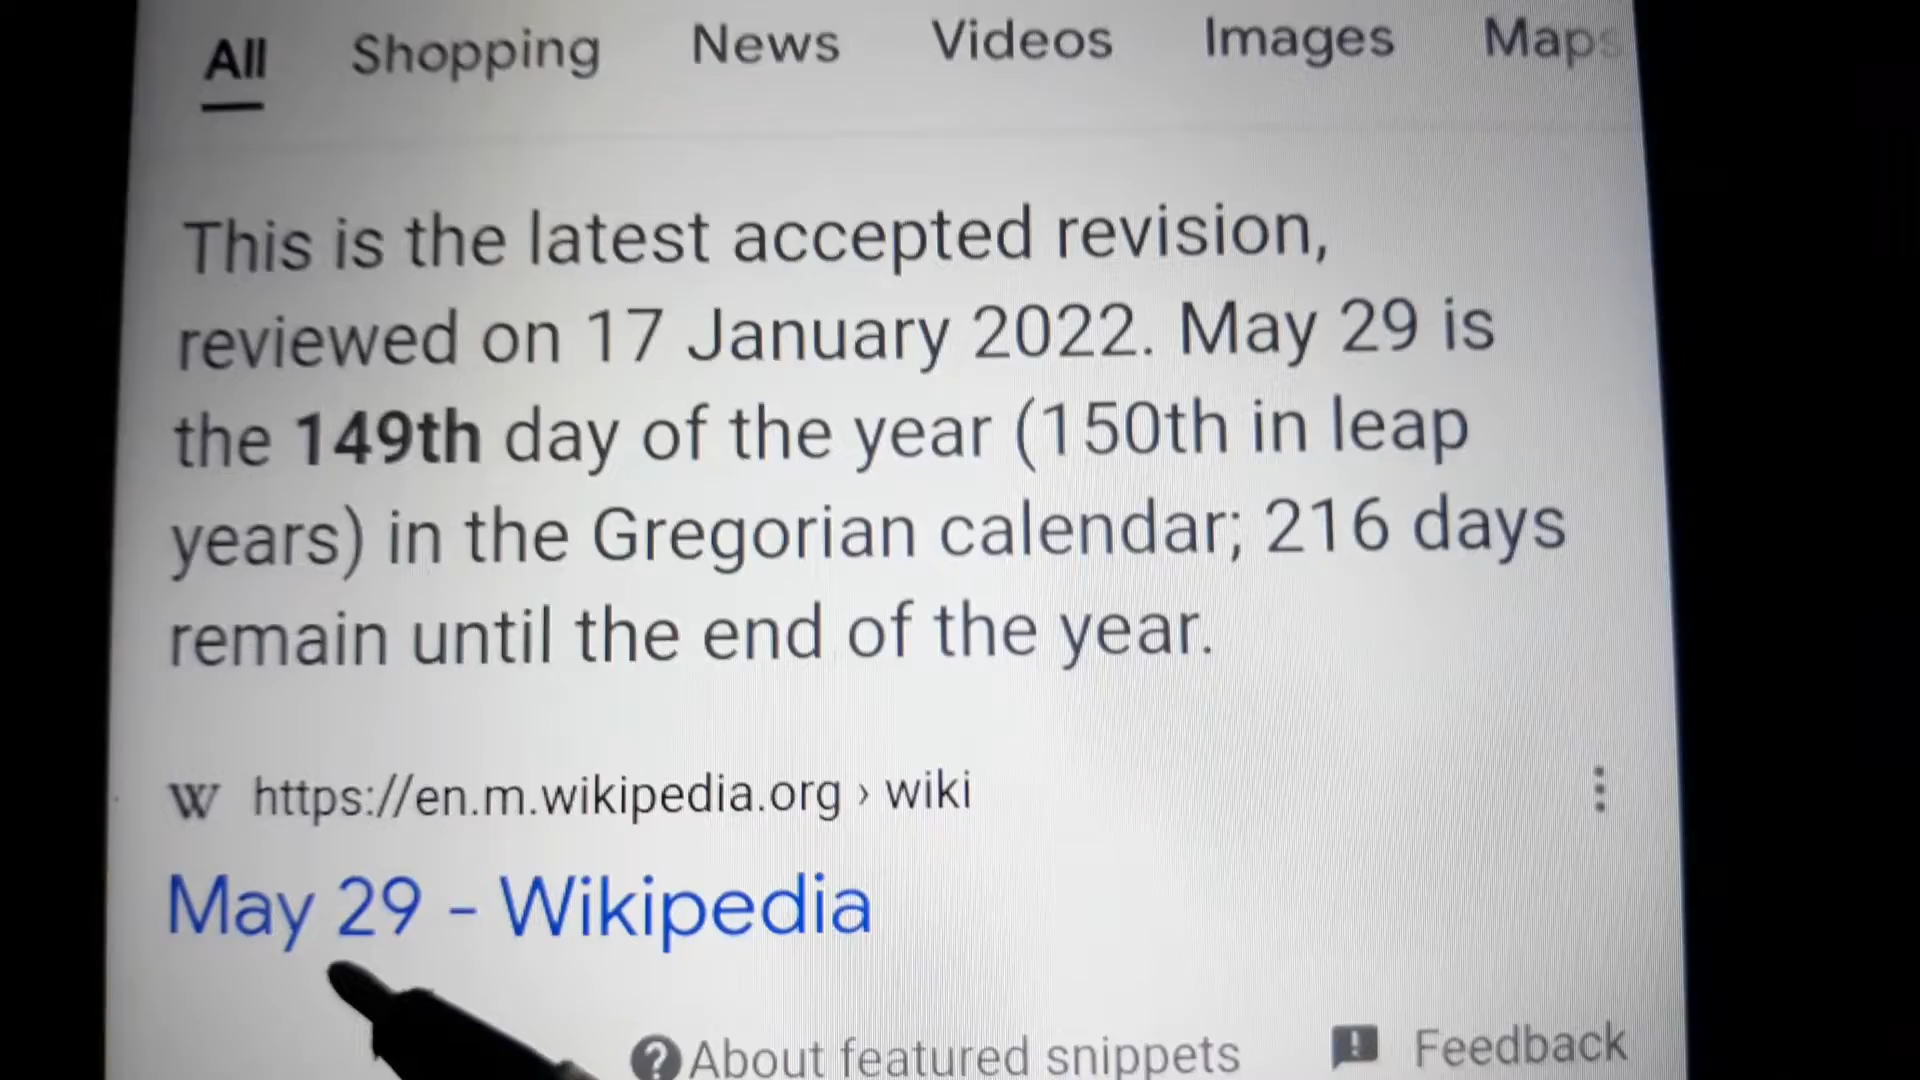 All Shopping News Videos Images Maps
This is the latest accepted revision,
reviewed on 17 January 2022. May 29 is
the 149th day of the year (150th in leap
years) in the Gregorian calendar; 216 days
remain until the end of the year.
W https://en.m.wikipedia.org › wiki
May 29 - Wikipedia
? About featured snippets ! Feedback